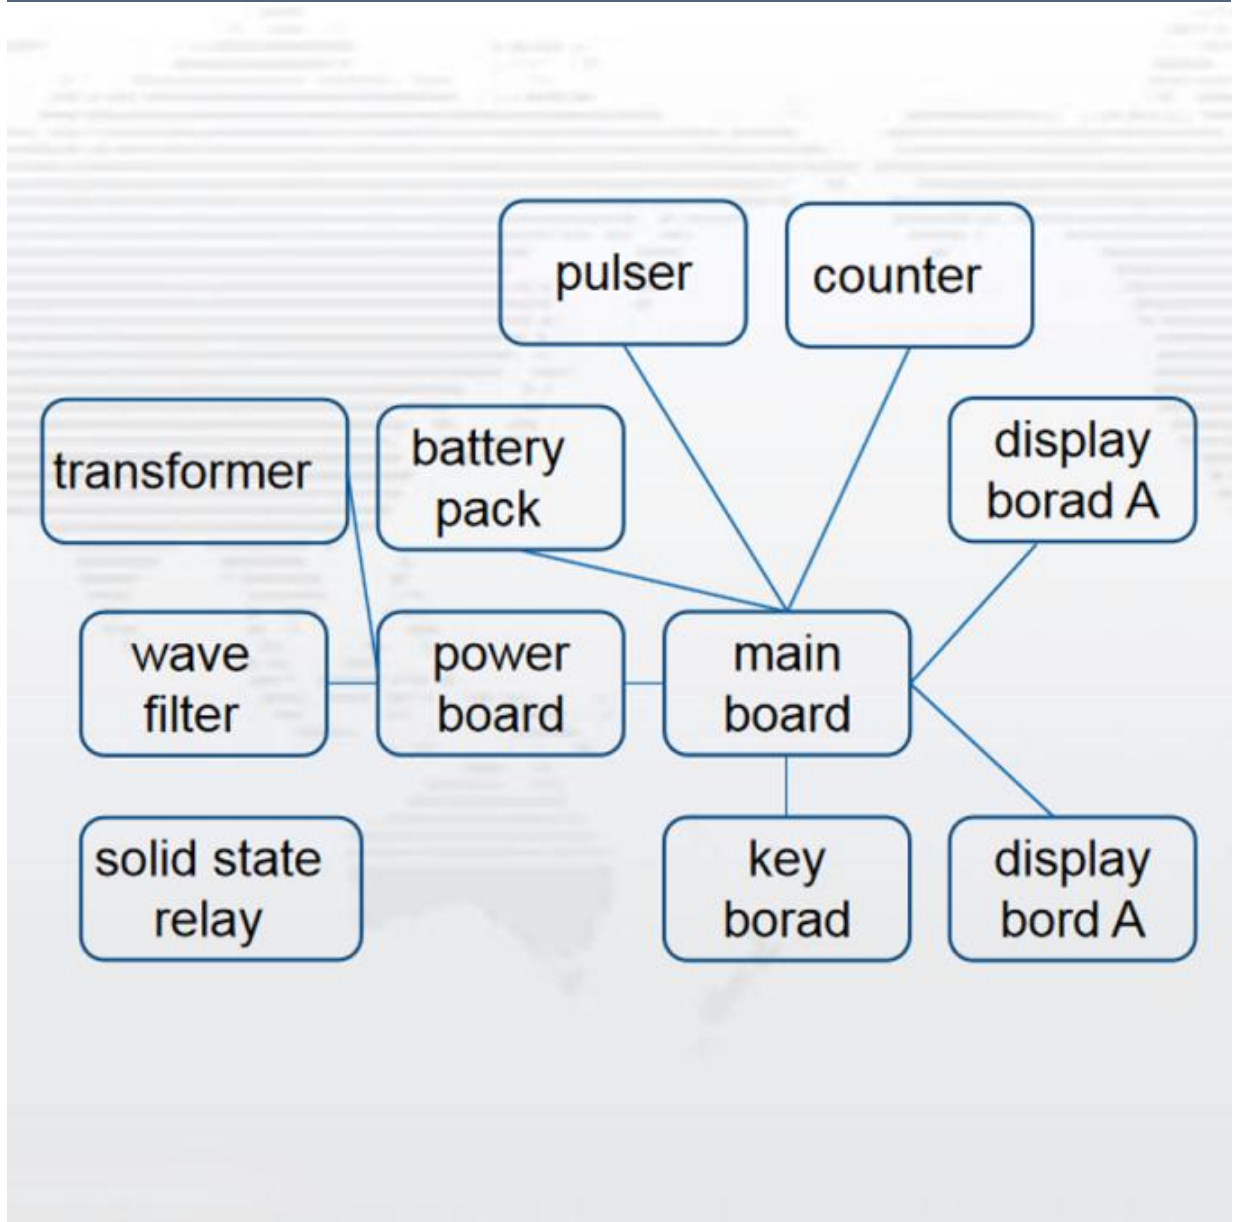 pulser
counter
transformer
battery
pack
display
borad A
wave
filter
power
board
main
board
solid state
relay
key
borad
display
bord A